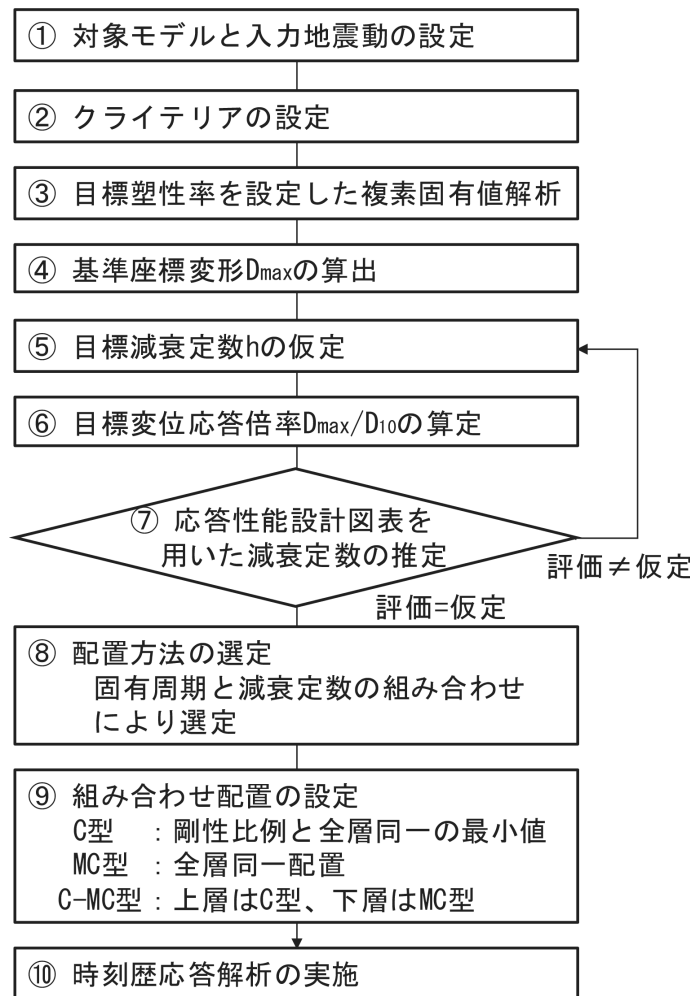 ① 対象モデルと入力地震動の設定
② クライテリアの設定
③ 目標塑性率を設定した複素固有値解析
④ 基準座標変形Dmaxの算出
⑤ 目標減衰定数hの仮定
⑥ 目標変位応答倍率Dmax/D10の算定
⑦ 応答性能設計図表を
用いた減衰定数の推定
評価≠仮定
評価=仮定
⑧ 配置方法の選定
固有周期と減衰定数の組み合わせ
により選定
⑨ 組み合わせ配置の設定
C型 :剛性比例と全層同一の最小値
MC型 :全層同一配置
C-MC型:上層はC型、下層はMC型
⑩ 時刻歴応答解析の実施